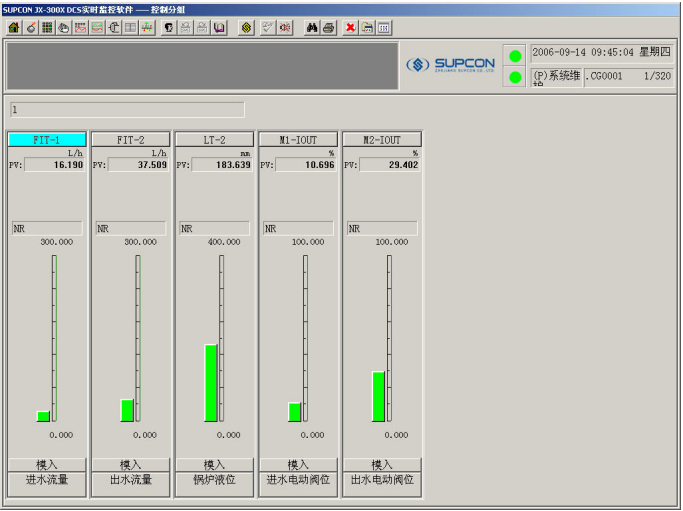 SUPCON JX-300X DCS实时监控软件 —— 控制分组
SUPCON
2006-09-14 09:45:04 星期四
(P)系统维护
.CG0001 1/320
1
FIT-1 FIT-2 LT-2 M1-IOUT M2-IOUT
L/h L/h mm % %
PV: 16.190 PV: 37.509 PV: 183.639 PV: 10.696 PV: 29.402
NR NR NR NR NR
300.000 300.000 400.000 100.000 100.000
0.000 0.000 0.000 0.000 0.000
模入 模入 模入 模入 模入
进水流量 出水流量 锅炉液位 进水电动阀位 出水电动阀位